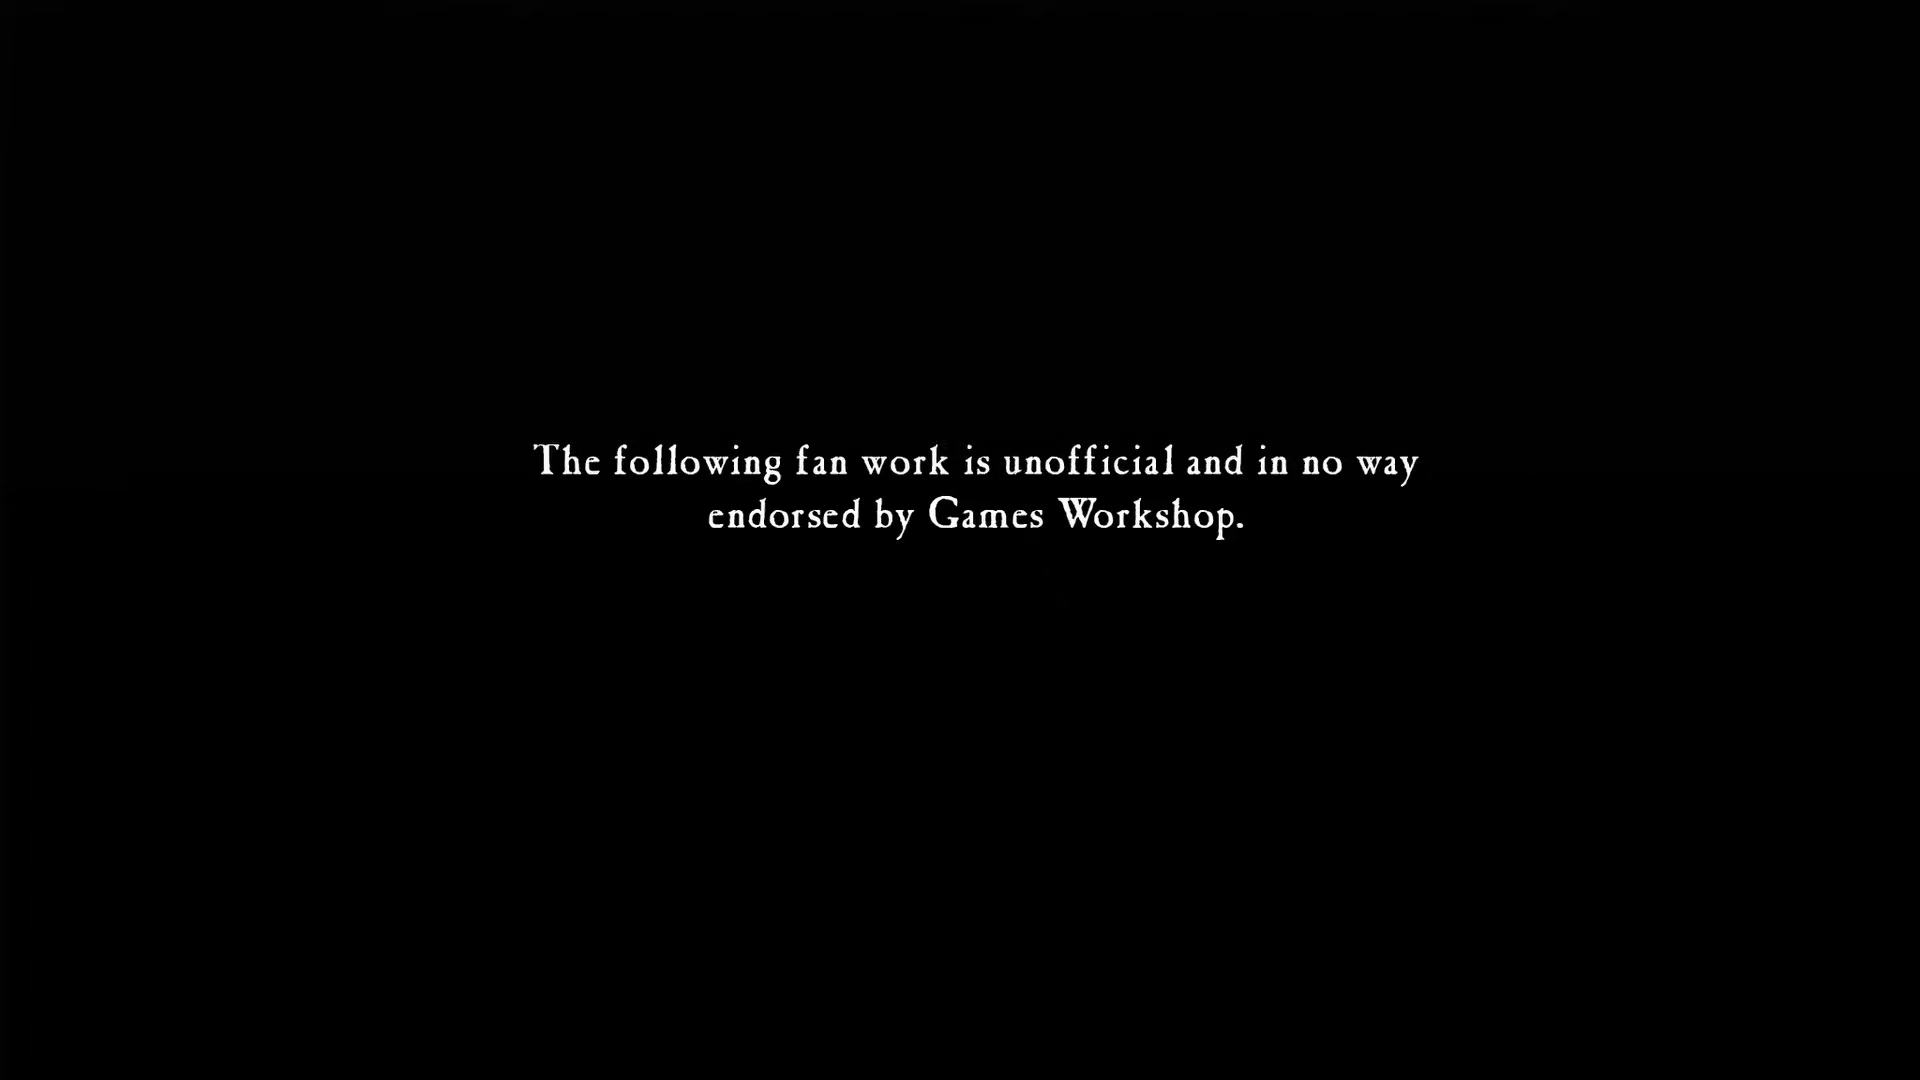 The following fan work is unofficial and in no way
endorsed by Games Workshop.